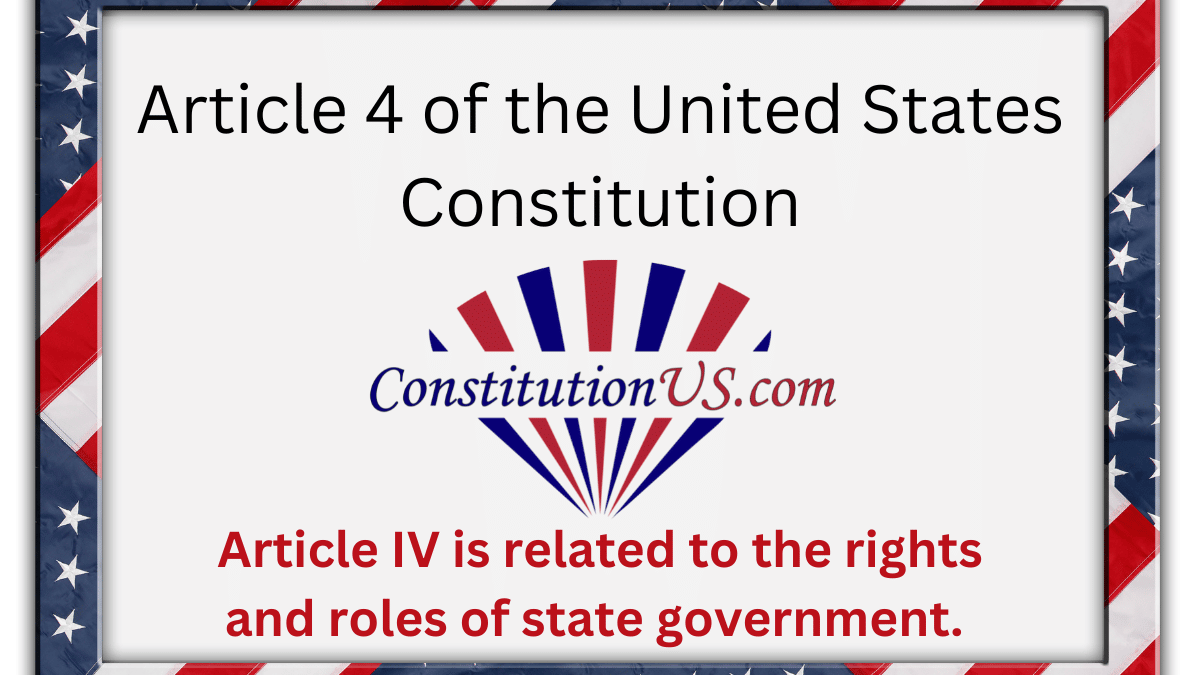 Article 4 of the United States
Constitution
ConstitutionUS.com
Article IV is related to the rights
and roles of state government.